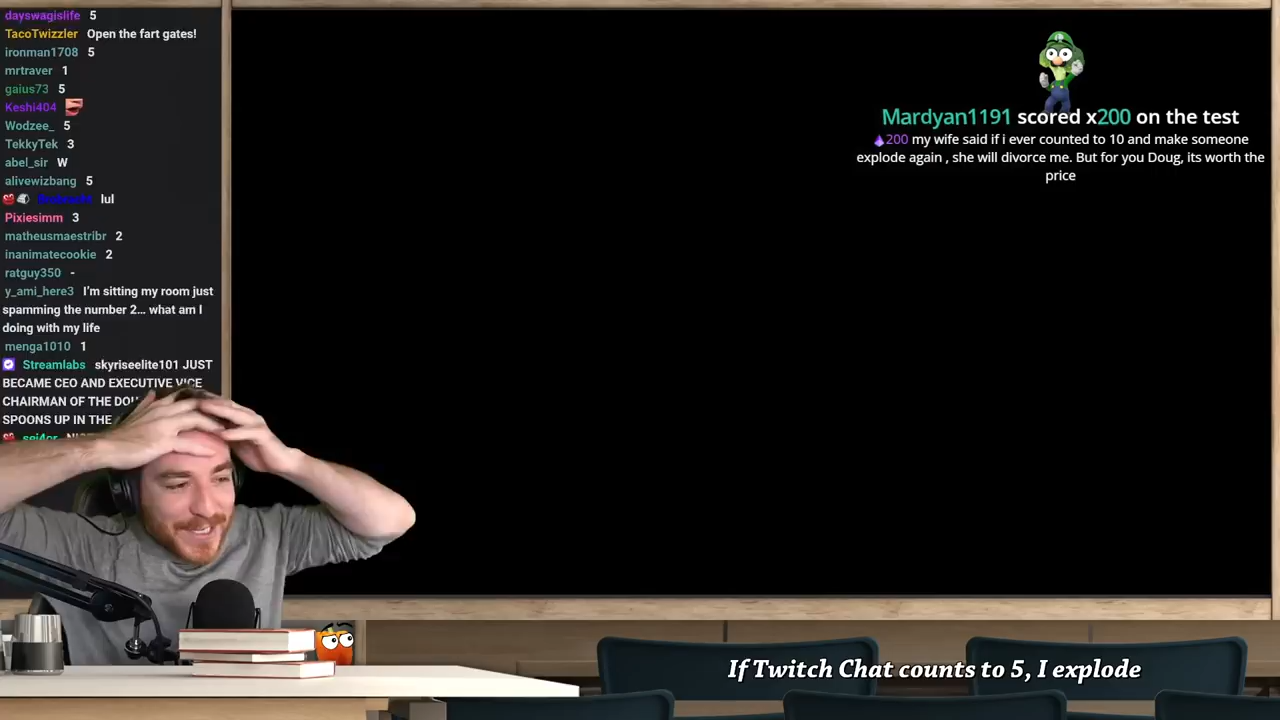 dayswagislife 5
TacoTwizzler Open the fart gates!
ironman1708 5
mrtraver 1
gaius73 5
Keshi404
Wodzee_ 5
TekkyTek 3
abel_sir W
alivewizbang 5
lul
Pixiesimm 3
matheusmaestribr 2
inanimatecookie 2
ratguy350 -
y_ami_here3 I'm sitting my room just
spamming the number 2… what am I
doing with my life
menga1010 1
Streamlabs skyriseelite101 JUST
BECAME CEO AND EXECUTIVE VICE
CHAIRMAN OF THE DOU
SPOONS UP IN THE
Mardyan1191 scored x200 on the test
200 my wife said if i ever counted to 10 and make someone
explode again , she will divorce me. But for you Doug, its worth the
price
If Twitch Chat counts to 5, I explode